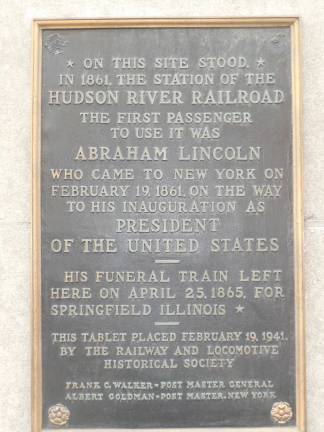 ★ ON THIS SITE STOOD, ★
IN 1861, THE STATION OF THE
HUDSON RIVER RAILROAD
THE FIRST PASSENGER
TO USE IT WAS
ABRAHAM LINCOLN
WHO CAME TO NEW YORK ON
FEBRUARY 19, 1861, ON THE WAY
TO HIS INAUGURATION AS
PRESIDENT
OF THE UNITED STATES
HIS FUNERAL TRAIN LEFT
HERE ON APRIL 25, 1865, FOR
SPRINGFIELD ILLINOIS ★
THIS TABLET PLACED FEBRUARY 19, 1941,
BY THE RAILWAY AND LOCOMOTIVE
HISTORICAL SOCIETY
FRANK C. WALKER - POST MASTER GENERAL
ALBERT GOLDMAN - POST MASTER, NEW YORK